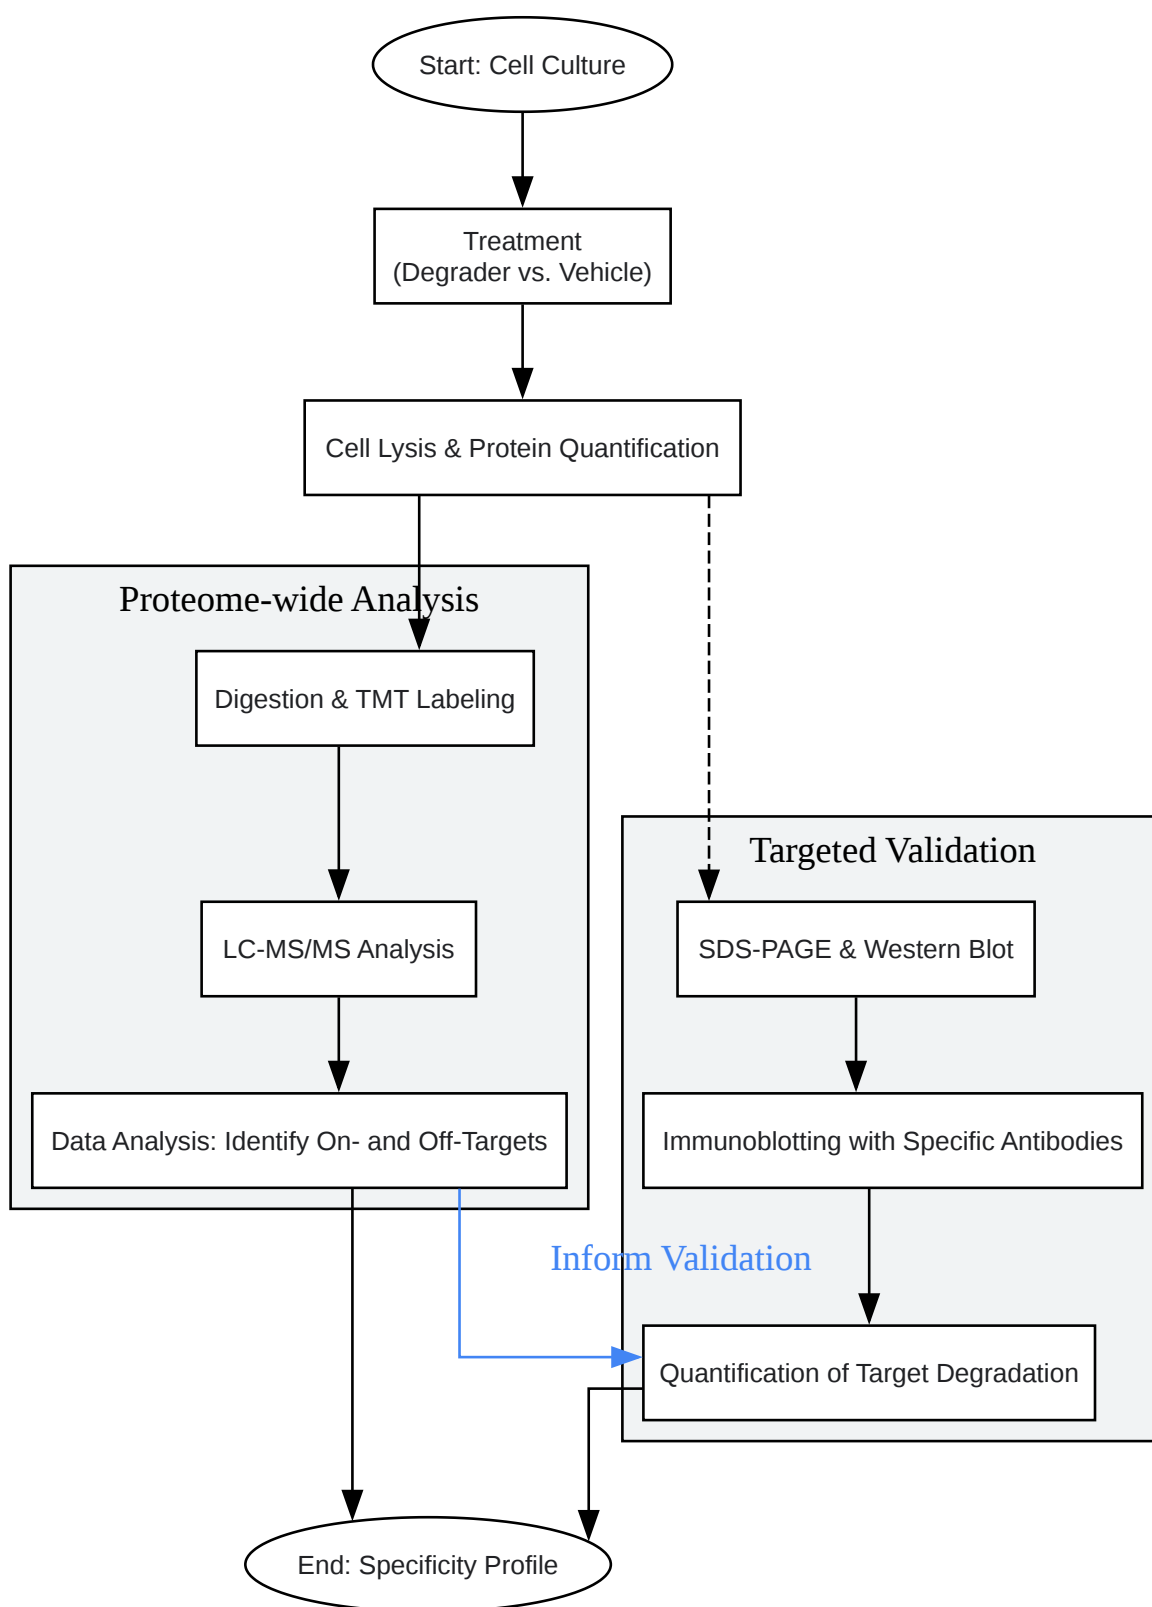 Start: Cell Culture
Treatment
(Degrader vs. Vehicle)
Cell Lysis & Protein Quantification
Proteome-wide Analysis
Digestion & TMT Labeling
LC-MS/MS Analysis
Data Analysis: Identify On- and Off-Targets
Targeted Validation
SDS-PAGE & Western Blot
Immunoblotting with Specific Antibodies
Inform Validation
Quantification of Target Degradation
End: Specificity Profile